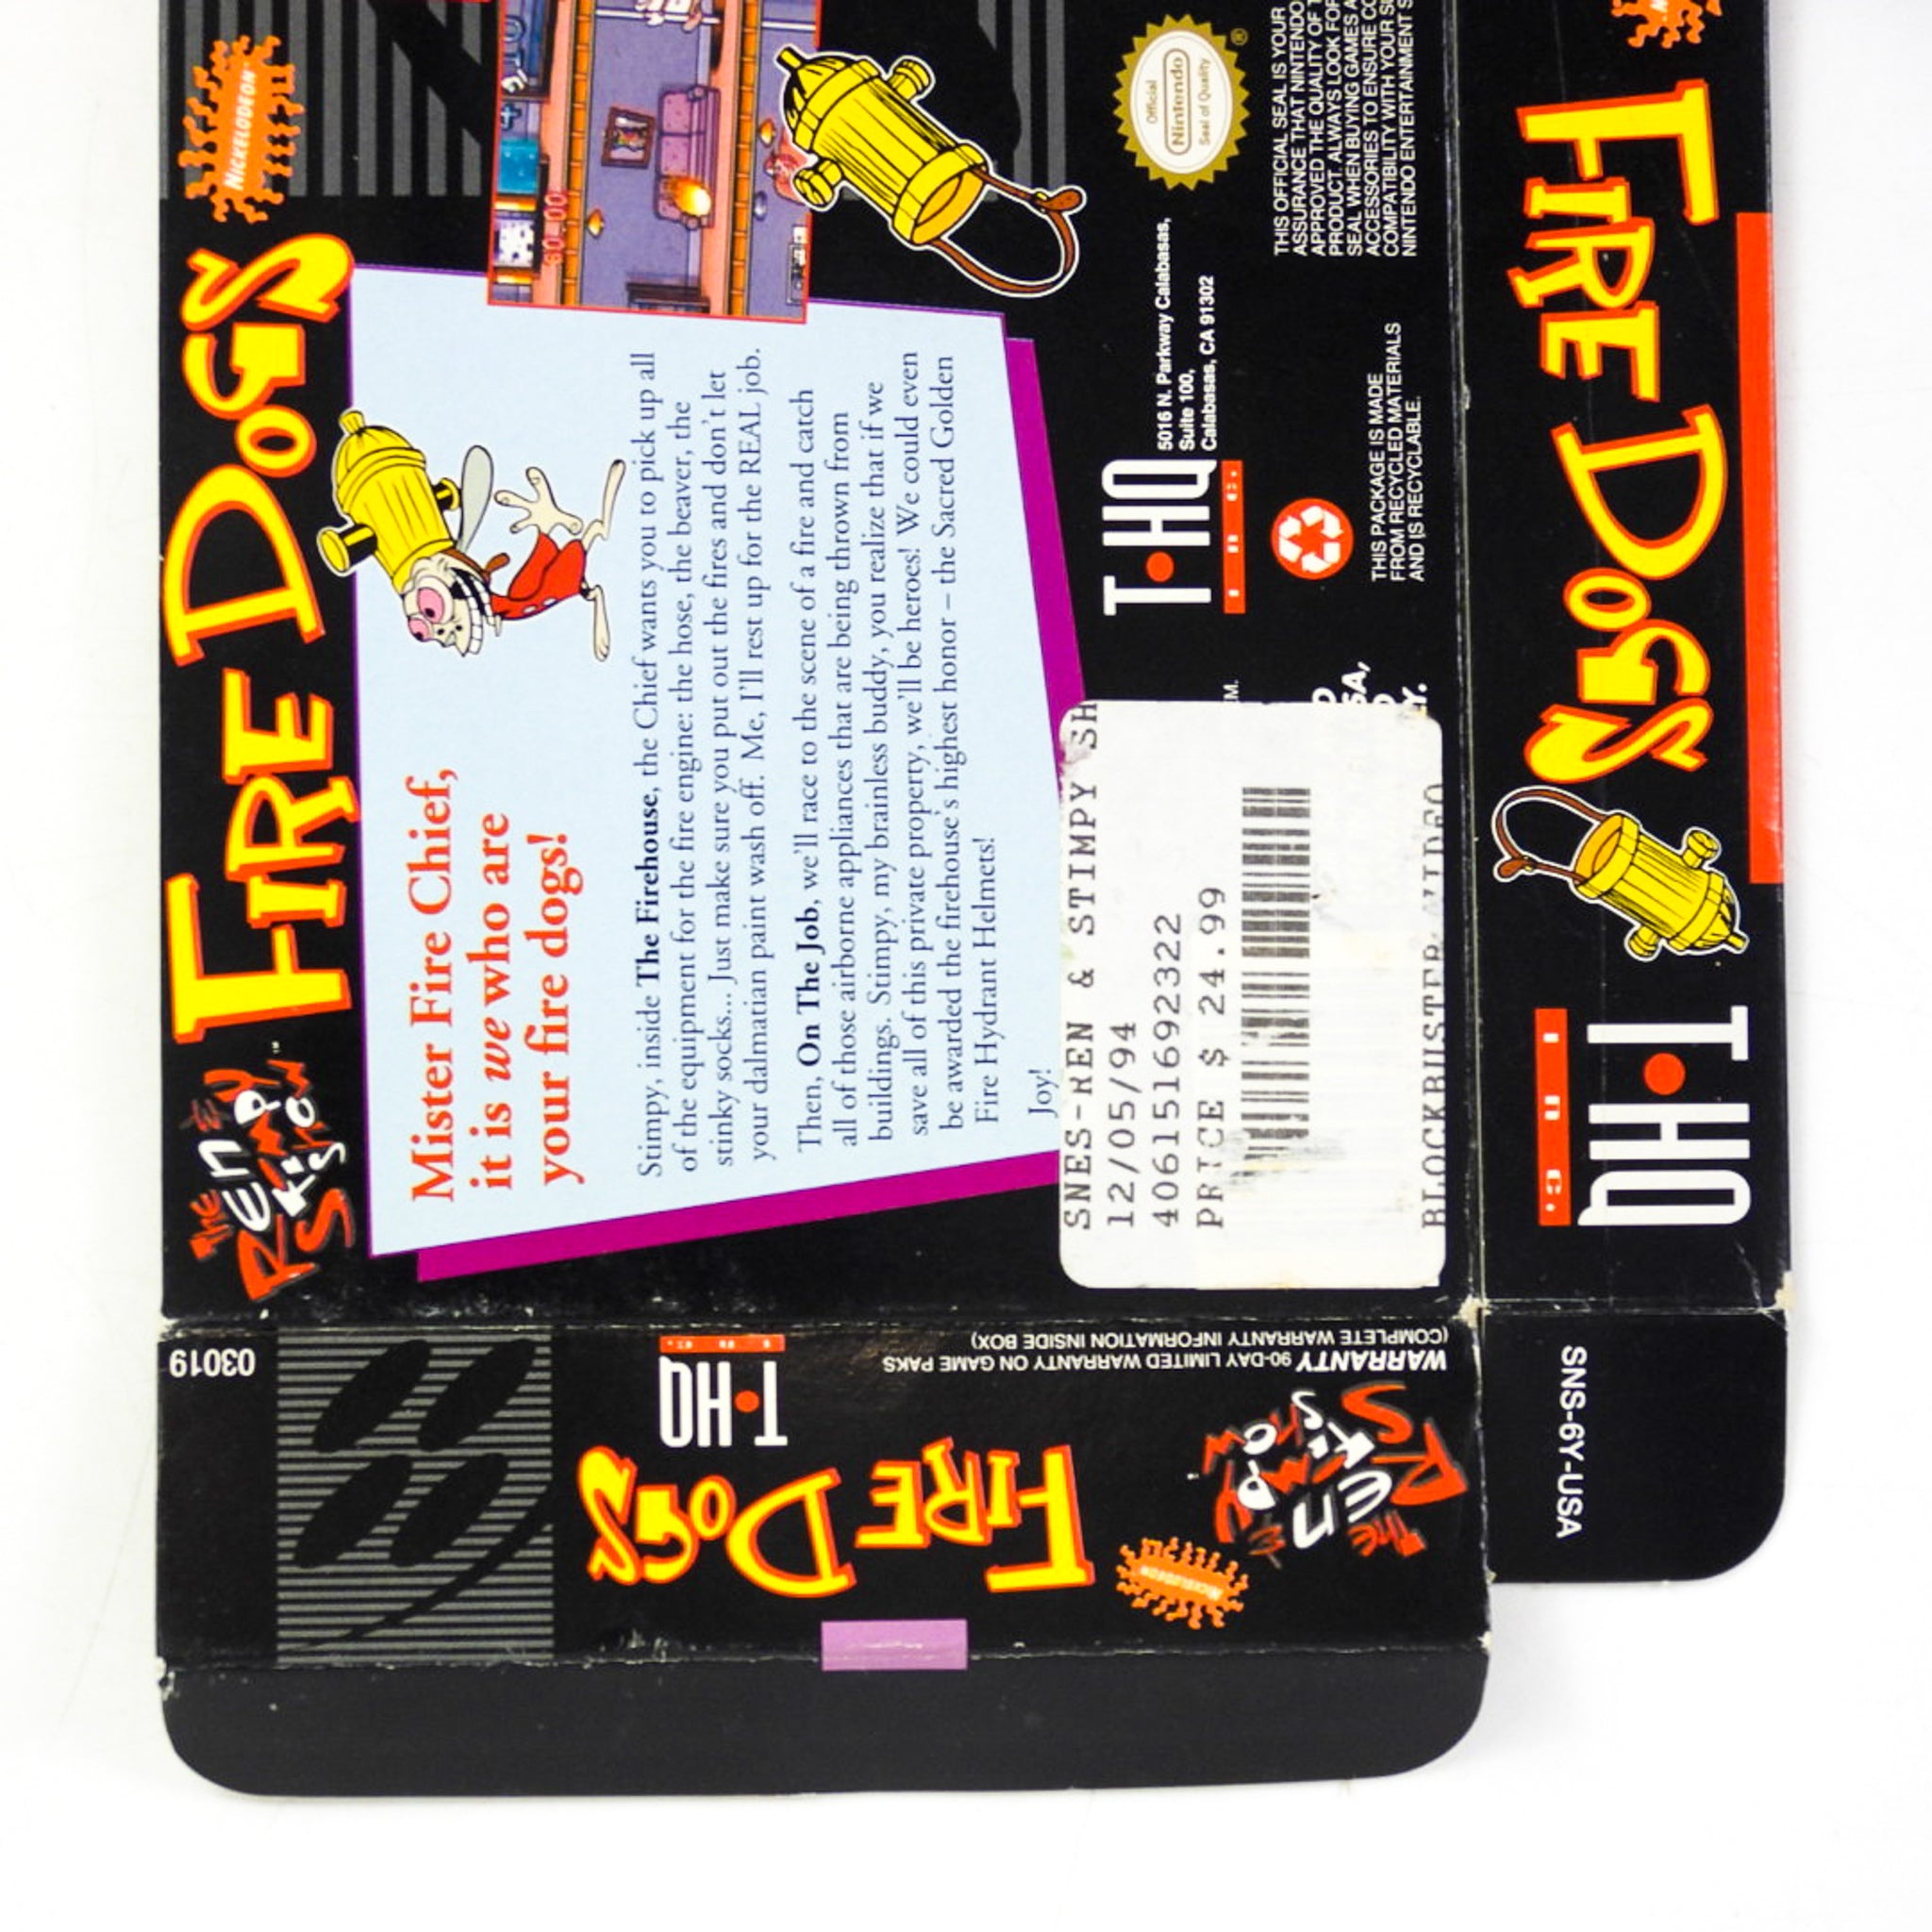 THE REN & STIMPY SHOW™
FIRE DOGS
NICKELODEON
Mister Fire Chief,
it is we who are
your fire dogs!
Stimpy, inside The Firehouse, the Chief wants you to pick up all
of the equipment for the fire engine: the hose, the beaver, the
stinky socks... Just make sure you put out the fires and don't let
your dalmatian paint wash off. Me, I'll rest up for the REAL job.
Then, On The Job, we'll race to the scene of a fire and catch
all of those airborne appliances that are being thrown from
buildings. Stimpy, my brainless buddy, you realize that if we
save all of this private property, we'll be heroes! We could even
be awarded the firehouse's highest honor – the Sacred Golden
Fire Hydrant Helmets!
Joy!
60:00
Official
Nintendo
Seal of Quality
®
T•HQ
INC.
5016 N. Parkway Calabasas,
Suite 100,
Calabasas, CA 91302
THIS OFFICIAL SEAL IS YOUR
ASSURANCE THAT NINTENDO
APPROVED THE QUALITY OF
PRODUCT. ALWAYS LOOK FOR
SEAL WHEN BUYING GAMES
ACCESSORIES TO ENSURE
COMPATIBILITY WITH YOUR
NINTENDO ENTERTAINMENT
THIS PACKAGE IS MADE
FROM RECYCLED MATERIALS
AND IS RECYCLABLE.
SNES-REN & STIMPY SH
12/05/94
406151692322
PRICE $ 24.99
BLOCKBUSTER VIDEO
FIRE DOGS
T•HQ
INC.
SNS-6Y-USA
WARRANTY 90-DAY LIMITED WARRANTY ON GAME PAKS
(COMPLETE WARRANTY INFORMATION INSIDE BOX)
03019
NICKELODEON
THE REN & STIMPY SHOW
FIRE DOGS
T•HQ
INC.